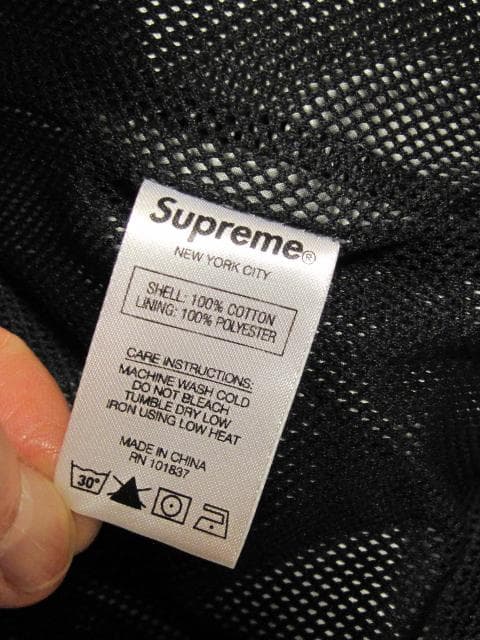 Supreme®
NEW YORK CITY
SHELL: 100% COTTON
LINING: 100% POLYESTER
CARE INSTRUCTIONS:
MACHINE WASH COLD
DO NOT BLEACH
TUMBLE DRY LOW
IRON USING LOW HEAT
MADE IN CHINA
RN 101837
30°